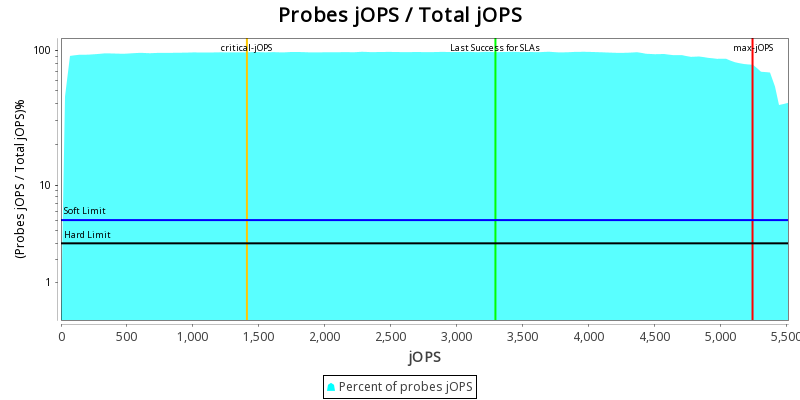 Probes jOPS / Total jOPS
(Probes jOPS / Total jOPS)%
100
10
1
critical-jOPS
Last Success for SLAs
max-jOPS
Soft Limit
Hard Limit
0
500
1,000
1,500
2,000
2,500
3,000
3,500
4,000
4,500
5,000
5,500
jOPS
Percent of probes jOPS